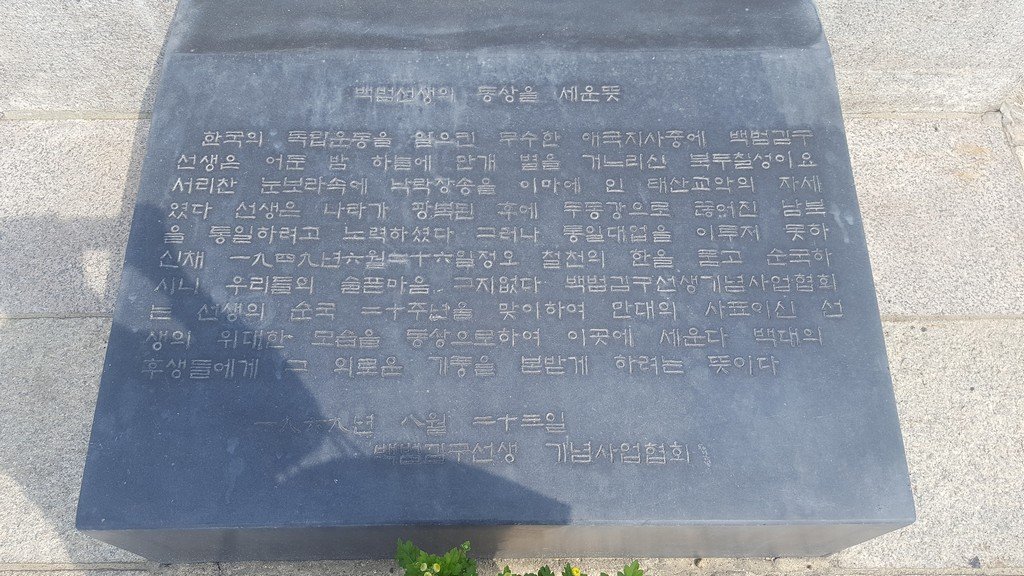 백범선생의 동상을 세운뜻
한국의 독립운동을 일으킨 무수한 애국지사중에 백범김구
선생은 어둔 밤 하늘에 만개 별을 거느리신 북두칠성이요
서리찬 눈보라속에 낙락장송을 이마에 인 태산교악의 자세
였다 선생은 나라가 광복된 후에 두동강으로 끊어진 남북
을 통일하려고 노력하셨다 그러나 통일대업을 이루지 못하
신채 一九四九년六월二十六일정오 철천의 한을 품고 순국하
시니 우리들의 슬픈마음 그지없다 백범김구선생기념사업협회
는 선생의 순국 二十주년을 맞이하여 만대의 사표이신 선
생의 위대한 모습을 동상으로하여 이곳에 세운다 백대의
후생들에게 그 외로운 기통을 본받게 하려는 뜻이다
一九六九년 八월 二十三일
백범김구선생 기념사업협회